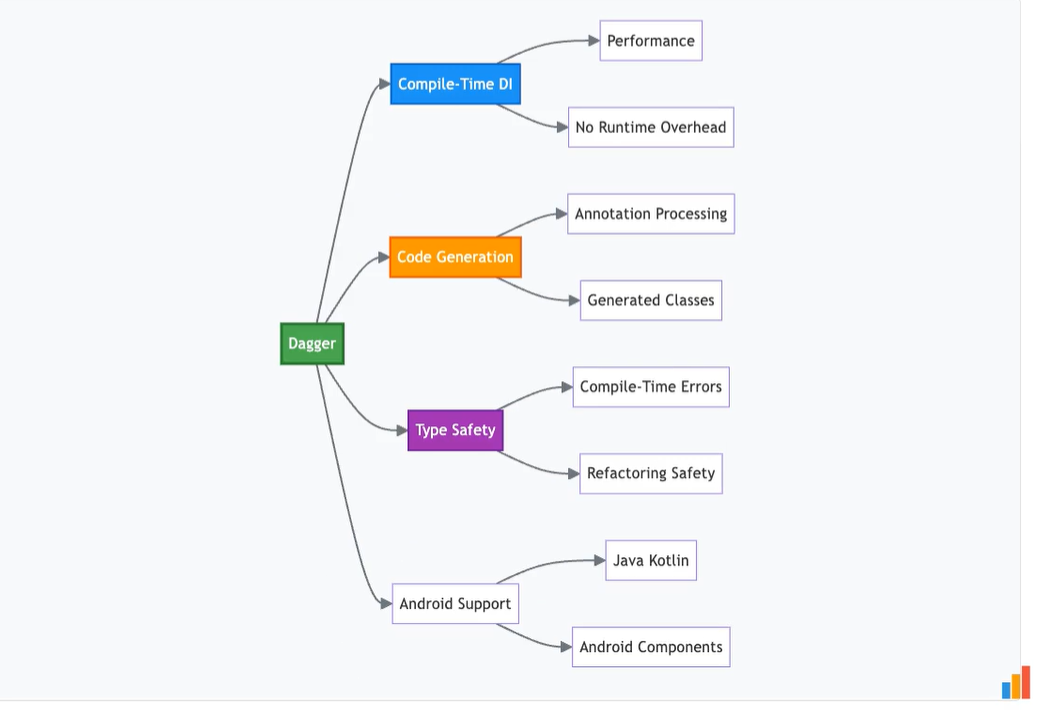 Performance
Compile-Time DI
No Runtime Overhead
Annotation Processing
Code Generation
Generated Classes
Dagger
Compile-Time Errors
Type Safety
Refactoring Safety
Java Kotlin
Android Support
Android Components